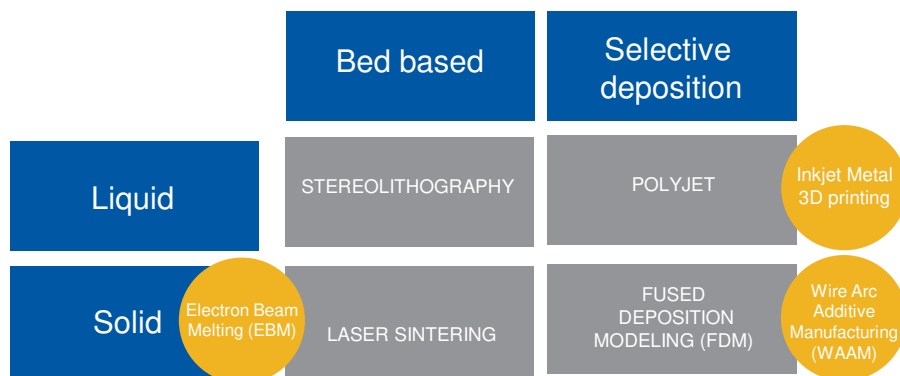 Bed based
Selective
deposition
Liquid
STEREOLITHOGRAPHY
POLYJET
Inkjet Metal
3D printing
Solid
Electron Beam
Melting (EBM)
LASER SINTERING
FUSED
DEPOSITION
MODELING (FDM)
Wire Arc
Additive
Manufacturing
(WAAM)